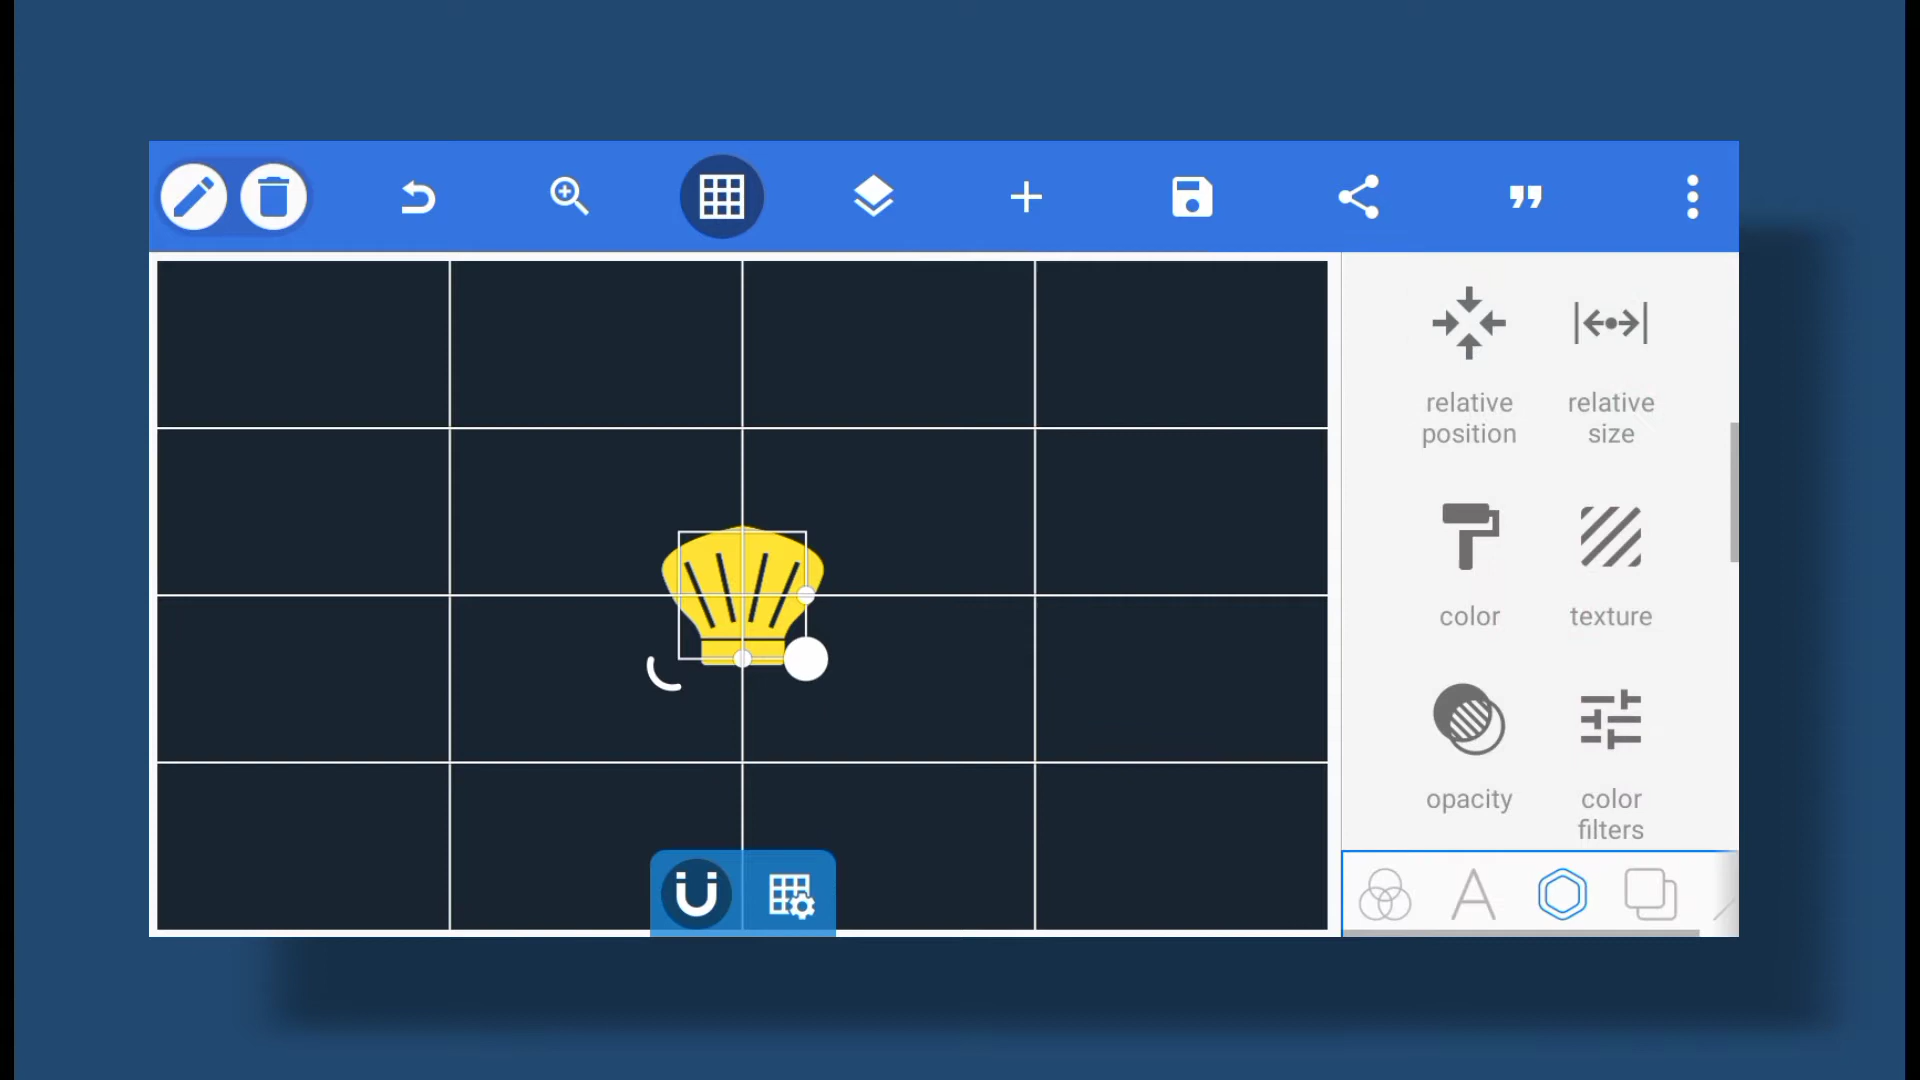 relative
position
relative
size
color
texture
opacity
color
filters